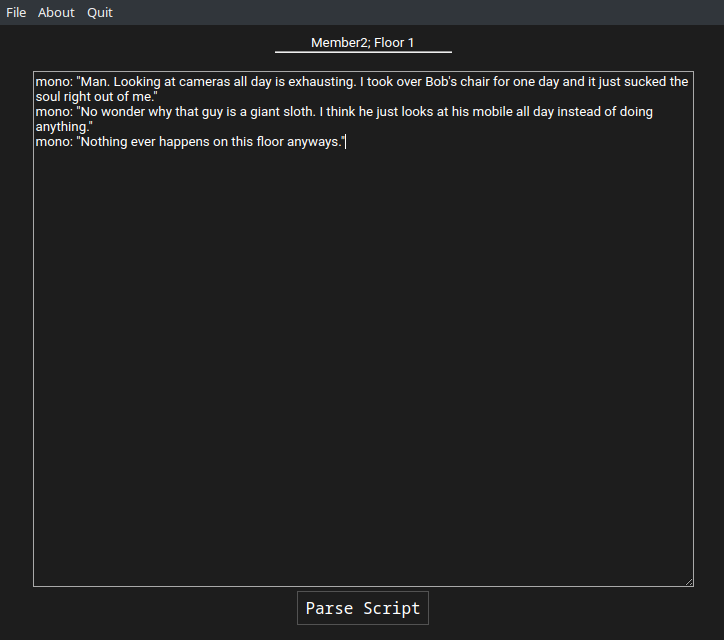 File About Quit
Member2; Floor 1
mono: "Man. Looking at cameras all day is exhausting. I took over Bob's chair for one day and it just sucked the
soul right out of me."
mono: "No wonder why that guy is a giant sloth. I think he just looks at his mobile all day instead of doing
anything."
mono: "Nothing ever happens on this floor anyways."
Parse Script